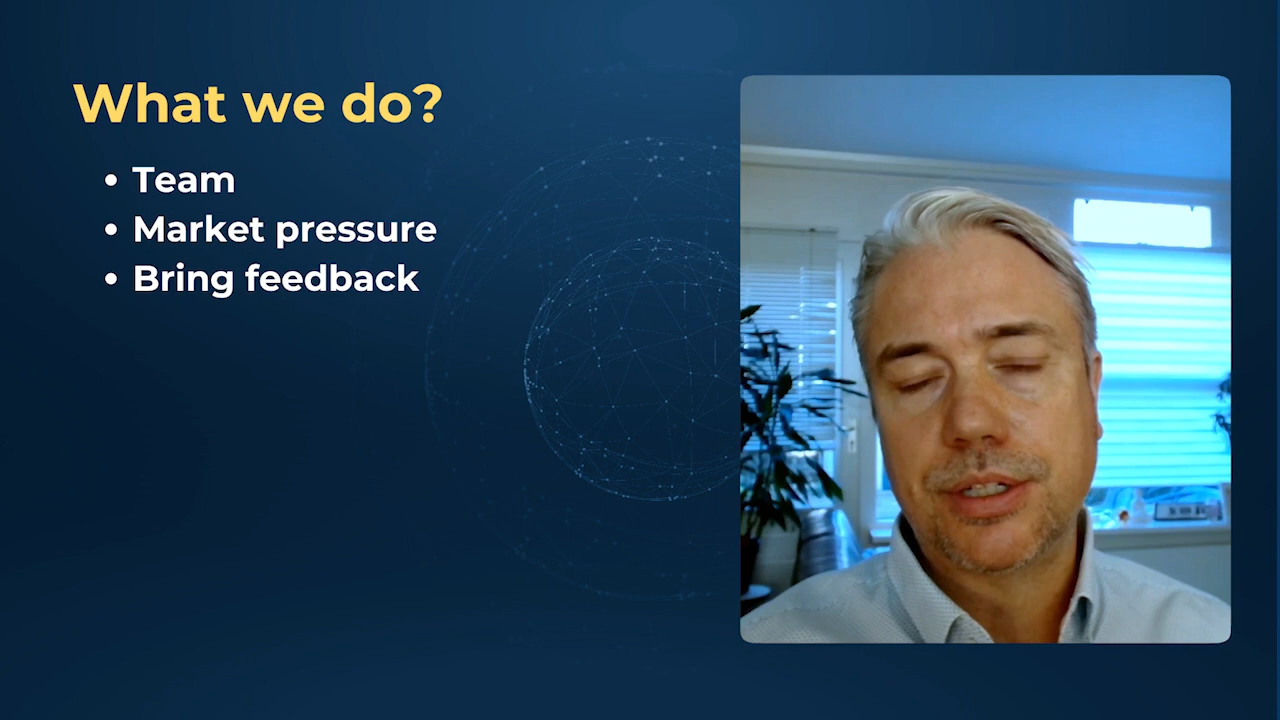 What we do?
• Team
• Market pressure
• Bring feedback